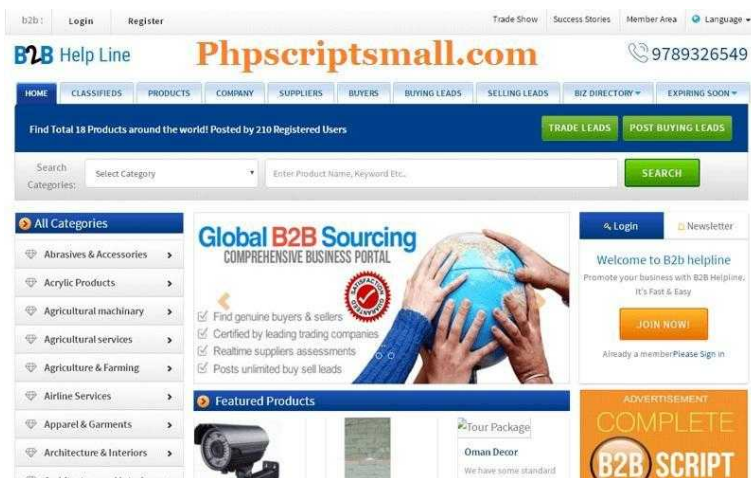 b2b : Login Register Trade Show Success Stories Member Area Language
B2B Help Line Phpscriptsmall.com 9789326549
HOME CLASSIFIEDS PRODUCTS COMPANY SUPPLIERS BUYERS BUYING LEADS SELLING LEADS BIZ DIRECTORY EXPIRING SOON
Find Total 18 Products around the world! Posted by 210 Registered Users TRADE LEADS POST BUYING LEADS
Search
Categories:
Select Category Enter Product Name, Keyword Etc.. SEARCH
All Categories
Abrasives & Accessories
Acrylic Products
Agricultural machinary
Agricultural services
Agriculture & Farming
Airline Services
Apparel & Garments
Architecture & Interiors
Global B2B Sourcing
COMPREHENSIVE BUSINESS PORTAL
SATISFACTION
GUARANTEED
Find genuine buyers & sellers
Certified by leading trading companies
Realtime suppliers assessments
Posts unlimited buy sell leads
Featured Products
Tour Package
Oman Decor
We have some standard
Login Newsletter
Welcome to B2b helpline
Promote your business with B2B Helpline,
It's Fast & Easy
JOIN NOW!
Already a memberPlease Sign in
ADVERTISEMENT
COMPLETE
B2B SCRIPT